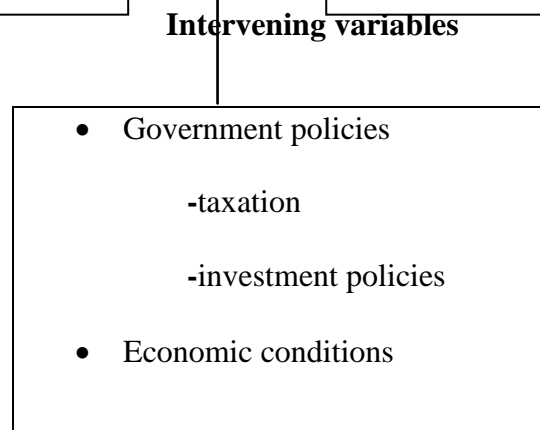 Intervening variables
• Government policies
-taxation
-investment policies
• Economic conditions